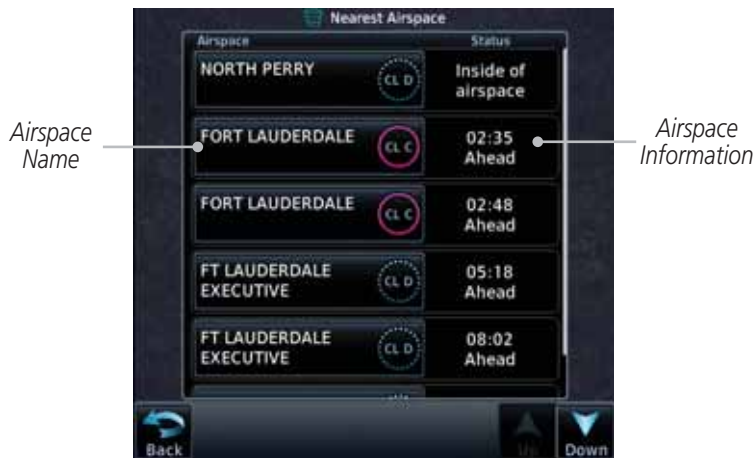 Nearest Airspace
Airspace Status
NORTH PERRY CL D Inside of
airspace
Airspace
Name
FORT LAUDERDALE CL C 02:35
Ahead
Airspace
Information
FORT LAUDERDALE CL C 02:48
Ahead
FT LAUDERDALE
EXECUTIVE CL D 05:18
Ahead
FT LAUDERDALE
EXECUTIVE CL D 08:02
Ahead
Back Up Down